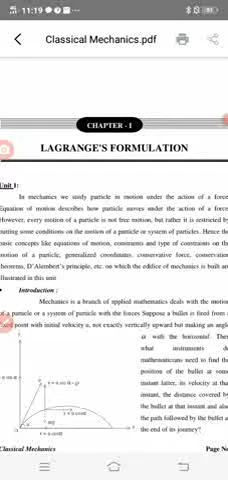 11:19
83
Classical Mechanics.pdf
CHAPTER - I
LAGRANGE'S FORMULATION
Unit 1:
In mechanics we study particle in motion under the action of a force.
Equation of motion describes how particle moves under the action of a force.
However, every motion of a particle is not free motion, but rather it is restricted by
putting some conditions on the motion of a particle or system of particles. Hence the
basic concepts like equations of motion, constraints and type of constraints on the
motion of a particle, generalized coordinates, conservative force, conservation
theorems, D'Alembert's principle, etc. on which the edifice of mechanics is built are
illustrated in this unit
• Introduction :
Mechanics is a branch of applied mathematics deals with the motion
of a particle or a system of particle with the forces Suppose a bullet is fired from a
fixed point with initial velocity u, not exactly vertically upward but making an angle
α with the horizontal. Then
what instruments do
mathematicians need to find the
position of the bullet at some
instant latter, its velocity at that
instant, the distance covered by
the bullet at that instant and also
the path followed by the bullet at
the end of its journey?
y
u sin α
u
x = u cosα
mg
x = u cosα
x
Classical Mechanics
Page No